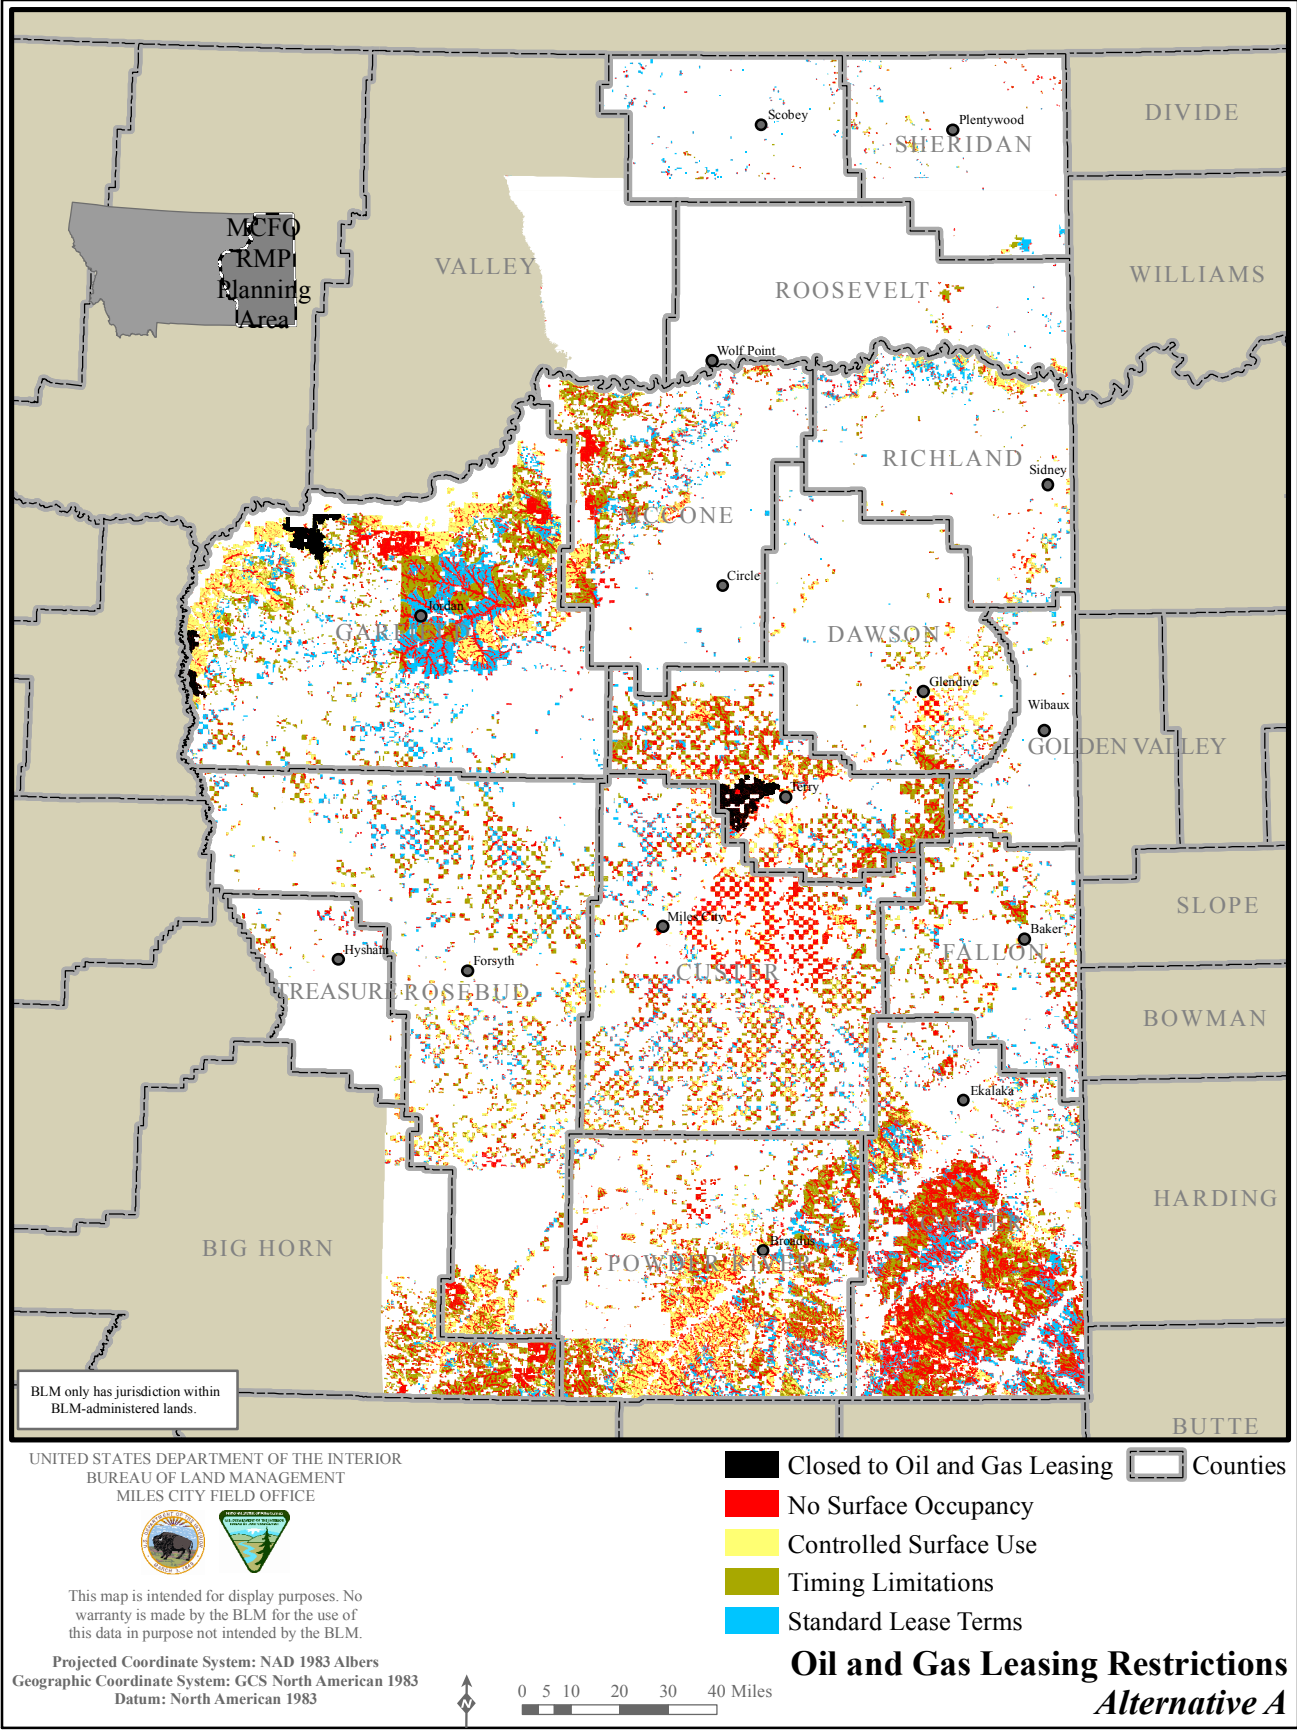 DIVIDE
Scobey
Plentywood
SHERIDAN
MCFO
RMP
Planning
Area
VALLEY
ROOSEVELT
WILLIAMS
Wolf Point
RICHLAND
Sidney
MCCONE
Circle
Jordan
DAWSON
Glendive
Wibaux
GOLDEN VALLEY
Terry
SLOPE
Miles City
Baker
FALLON
Hysham
Forsyth
CUSTER
TREASURE
ROSEBUD
BOWMAN
Ekalaka
HARDING
BIG HORN
Broadus
POWDER RIVER
BUTTE
BLM only has jurisdiction within
BLM-administered lands.
UNITED STATES DEPARTMENT OF THE INTERIOR
BUREAU OF LAND MANAGEMENT
MILES CITY FIELD OFFICE
This map is intended for display purposes. No
warranty is made by the BLM for the use of
this data in purpose not intended by the BLM.
Projected Coordinate System: NAD 1983 Albers
Geographic Coordinate System: GCS North American 1983
Datum: North American 1983
N
0 5 10 20 30 40 Miles
Closed to Oil and Gas Leasing
Counties
No Surface Occupancy
Controlled Surface Use
Timing Limitations
Standard Lease Terms
Oil and Gas Leasing Restrictions
Alternative A